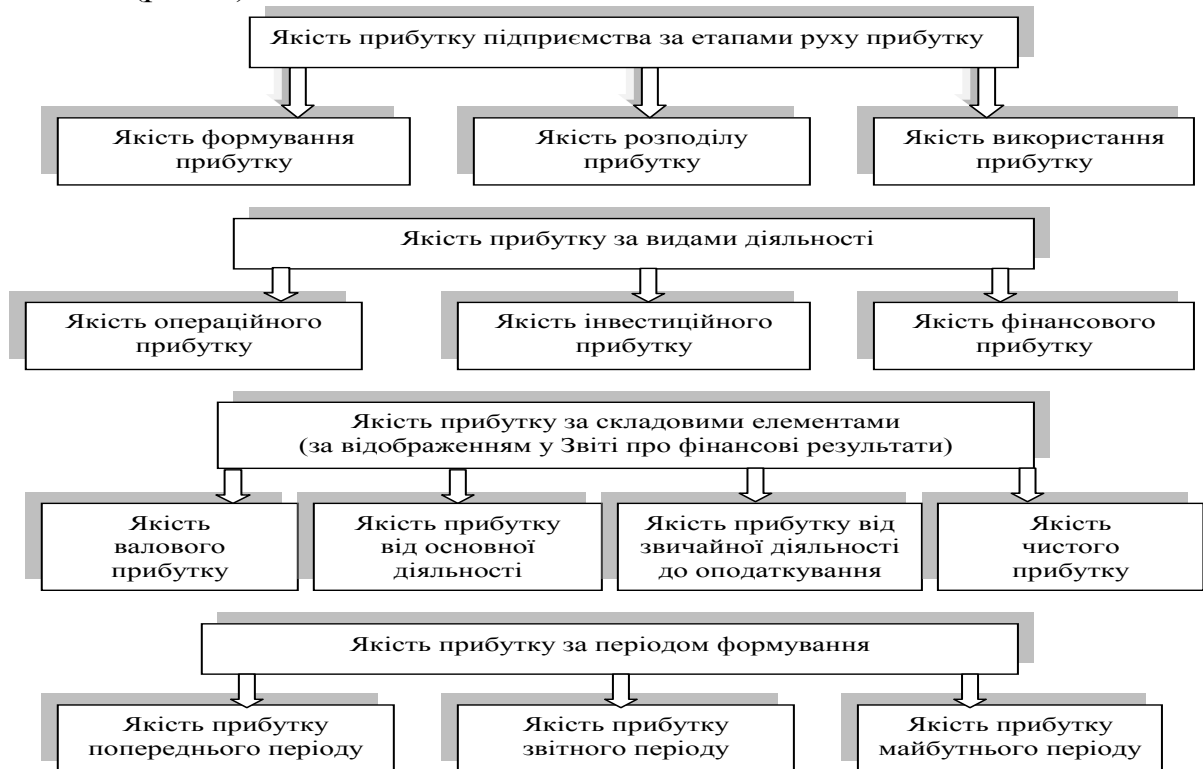 Якість прибутку підприємства за етапами руху прибутку
Якість формування
прибутку
Якість розподілу
прибутку
Якість використання
прибутку
Якість прибутку за видами діяльності
Якість операційного
прибутку
Якість інвестиційного
прибутку
Якість фінансового
прибутку
Якість прибутку за складовими елементами
(за відображенням у Звіті про фінансові результати)
Якість
валового
прибутку
Якість прибутку
від основної
діяльності
Якість прибутку від
звичайної діяльності
до оподаткування
Якість
чистого
прибутку
Якість прибутку за періодом формування
Якість прибутку
попереднього періоду
Якість прибутку
звітного періоду
Якість прибутку
майбутнього періоду